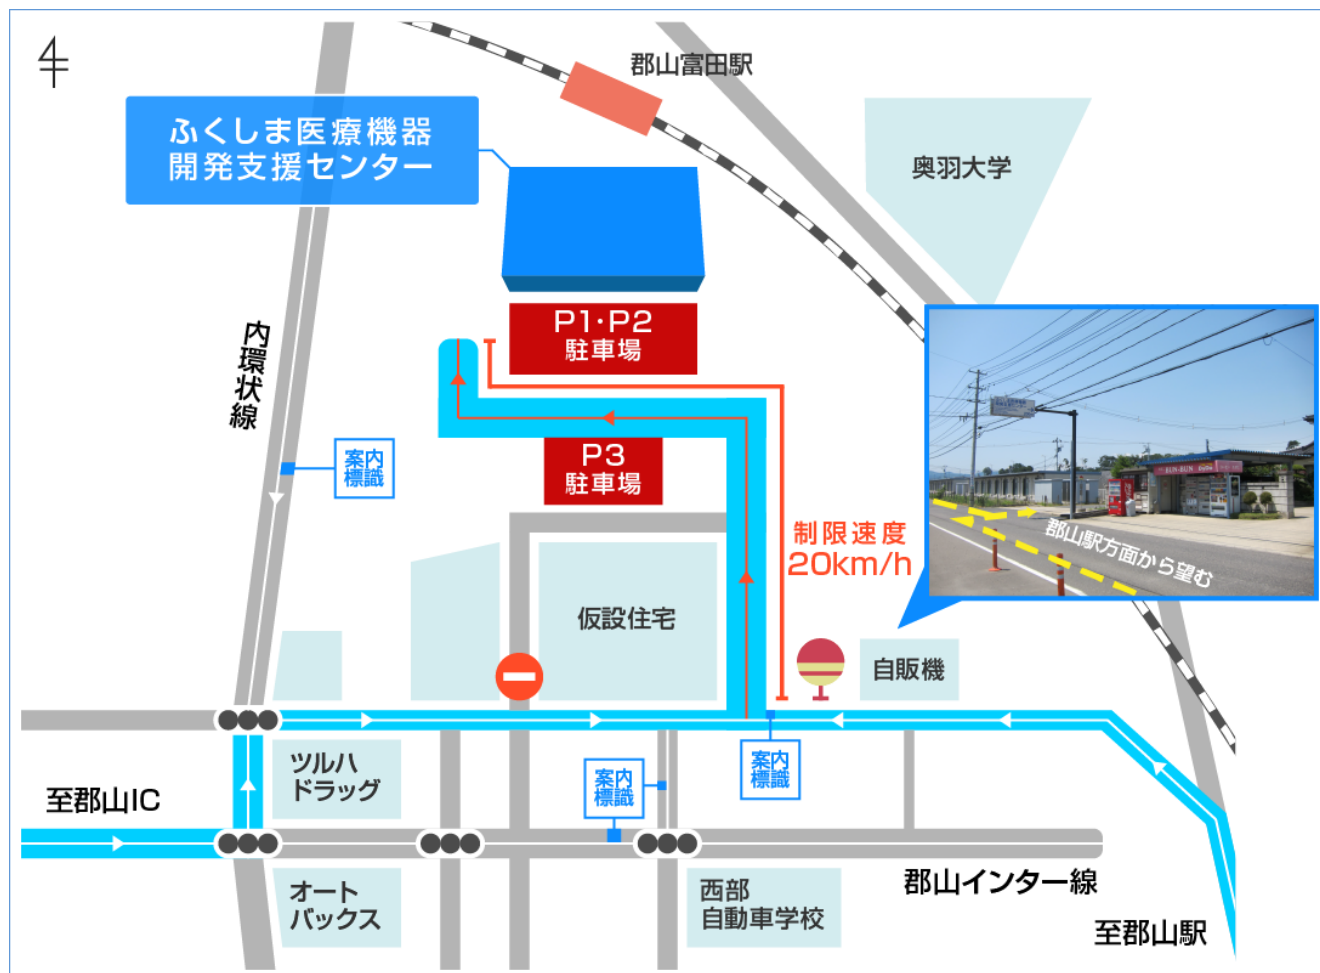 郡山富田駅
ふくしま医療機器
開発支援センター
奥羽大学
P1・P2
駐車場
内環状線
案内
標識
P3
駐車場
制限速度
20km/h
郡山駅方面から望む
仮設住宅
自販機
ツルハ
ドラッグ
案内
標識
案内
標識
至郡山IC
オート
バックス
西部
自動車学校
郡山インター線
至郡山駅